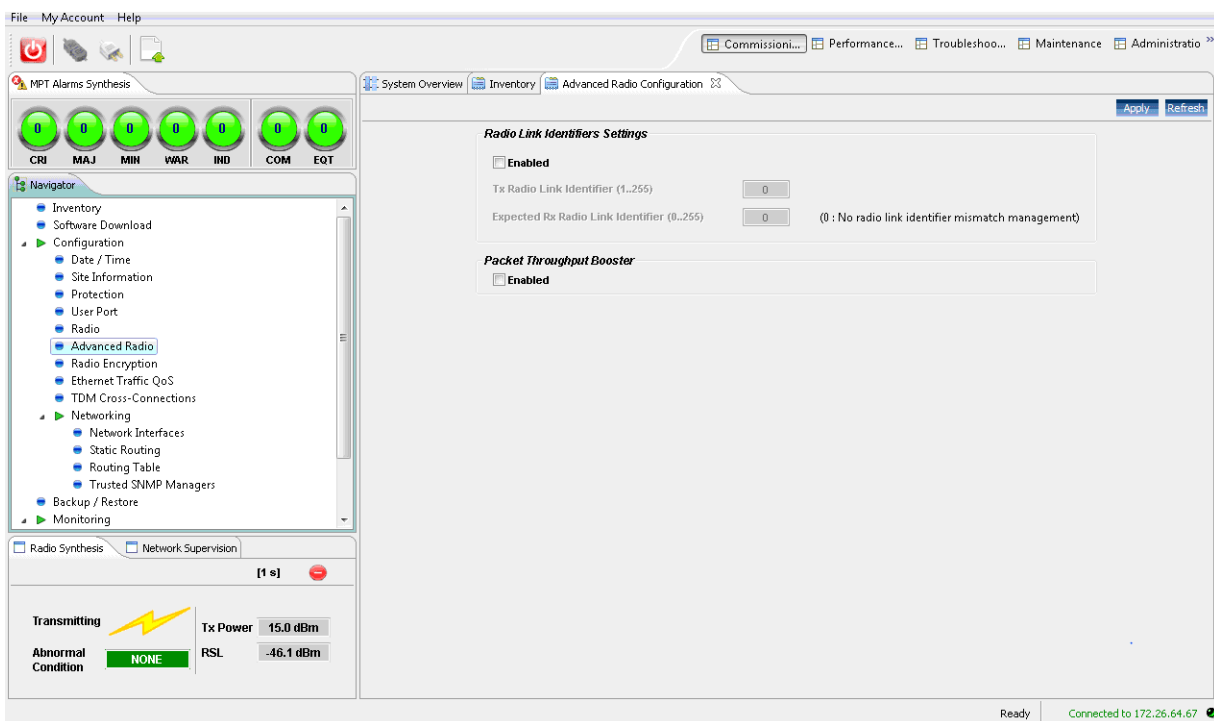 File My Account Help
Commissioni... Performance... Troubleshoo... Maintenance Administratio »
MPT Alarms Synthesis
0 0 0 0 0 0 0
CRI MAJ MIN WAR IND COM EQT
Navigator
Inventory
Software Download
Configuration
Date / Time
Site Information
Protection
User Port
Radio
Advanced Radio
Radio Encryption
Ethernet Traffic QoS
TDM Cross-Connections
Networking
Network Interfaces
Static Routing
Routing Table
Trusted SNMP Managers
Backup / Restore
Monitoring
Radio Synthesis Network Supervision
[1 s]
Transmitting
Tx Power 15.0 dBm
Abnormal Condition NONE
RSL -46.1 dBm
System Overview Inventory Advanced Radio Configuration
Apply Refresh
Radio Link Identifiers Settings
Enabled
Tx Radio Link Identifier (1..255) 0
Expected Rx Radio Link Identifier (0..255) 0 (0 : No radio link identifier mismatch management)
Packet Throughput Booster
Enabled
Ready Connected to 172.26.64.67